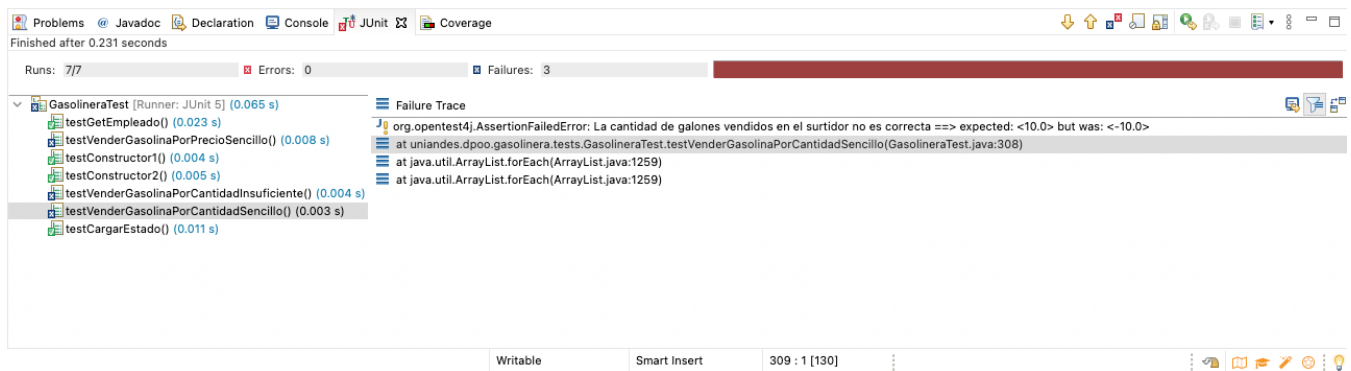 Problems @ Javadoc Declaration Console JUnit Coverage
Finished after 0.231 seconds
Runs: 7/7 Errors: 0 Failures: 3
GasolineraTest [Runner: JUnit 5] (0.065 s)
testGetEmpleado() (0.023 s)
testVenderGasolinaPorPrecioSencillo() (0.008 s)
testConstructor1() (0.004 s)
testConstructor2() (0.005 s)
testVenderGasolinaPorCantidadInsuficiente() (0.004 s)
testVenderGasolinaPorCantidadSencillo() (0.003 s)
testCargarEstado() (0.011 s)
Failure Trace
org.opentest4j.AssertionFailedError: La cantidad de galones vendidos en el surtidor no es correcta ==> expected: <10.0> but was: <-10.0>
at uniandes.dpoo.gasolinera.tests.GasolineraTest.testVenderGasolinaPorCantidadSencillo(GasolineraTest.java:308)
at java.util.ArrayList.forEach(ArrayList.java:1259)
at java.util.ArrayList.forEach(ArrayList.java:1259)
Writable Smart Insert 309 : 1 [130]